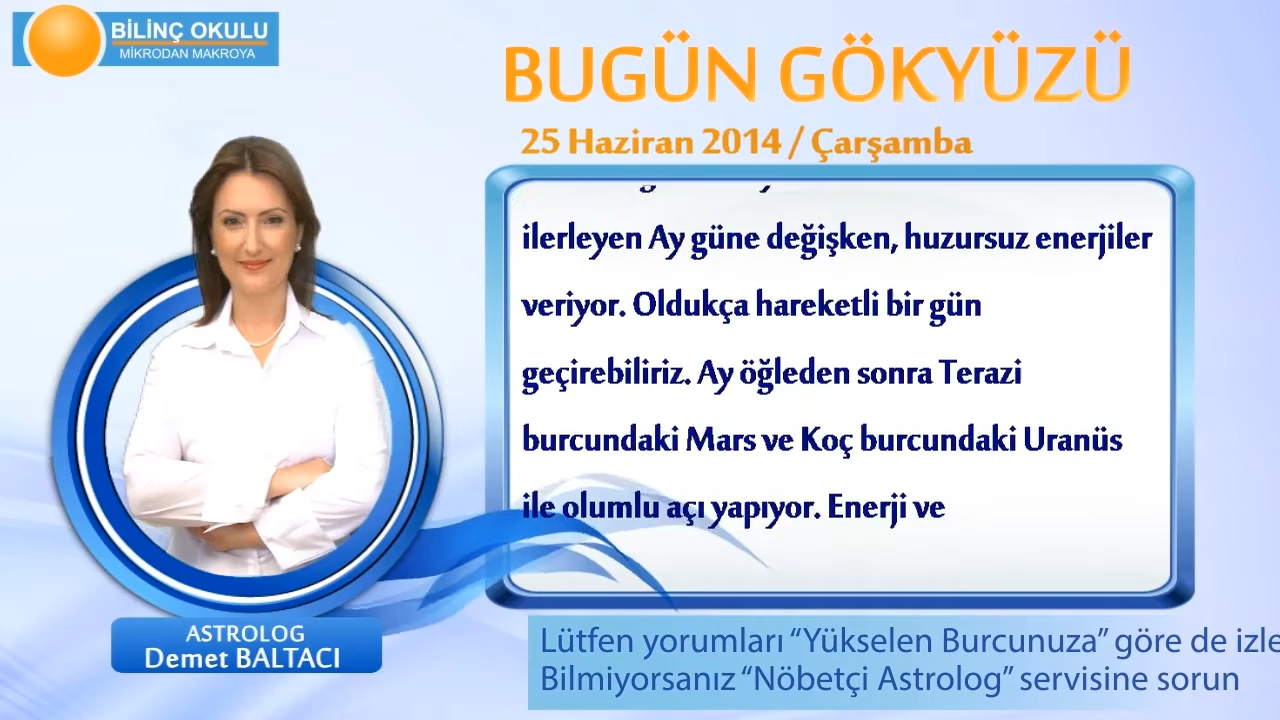 BİLİNÇ OKULU
MİKRODAN MAKROYA
BUGÜN GÖKYÜZÜ
25 Haziran 2014 / Çarşamba
ilerleyen Ay güne değişken, huzursuz enerjiler
veriyor. Oldukça hareketli bir gün
geçirebiliriz. Ay öğleden sonra Terazi
burcundaki Mars ve Koç burcundaki Uranüs
ile olumlu açı yapıyor. Enerji ve
ASTROLOG
Demet BALTACI
Lütfen yorumları “Yükselen Burcunuza” göre de izle
Bilmiyorsanız “Nöbetçi Astrolog” servisine sorun